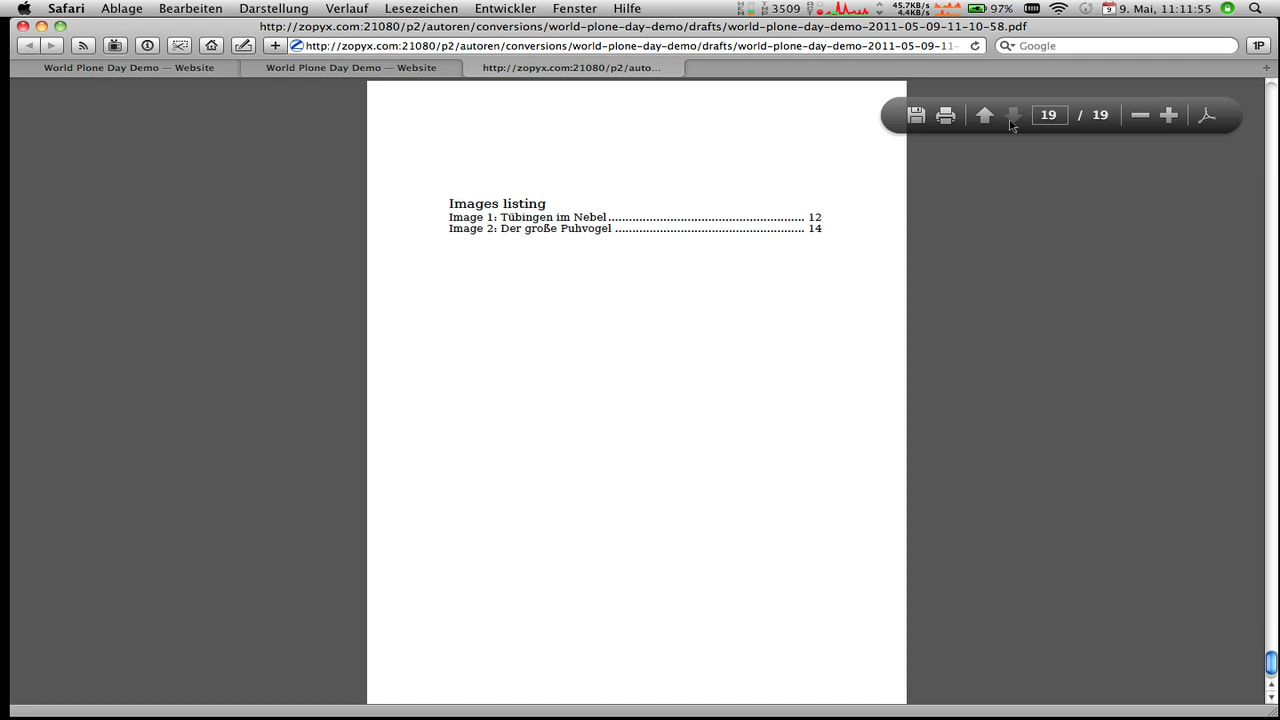 Safari Ablage Bearbeiten Darstellung Verlauf Lesezeichen Entwickler Fenster Hilfe 3509 45.7KB/s 4.4KB/s 97% 9 9. Mai, 11:11:55
http://zopyx.com:21080/p2/autoren/conversions/world-plone-day-demo/drafts/world-plone-day-demo-2011-05-09-11-10-58.pdf
http://zopyx.com:21080/p2/autoren/conversions/world-plone-day-demo/drafts/world-plone-day-demo-2011-05-09-11- Google 1P
World Plone Day Demo — Website World Plone Day Demo — Website http://zopyx.com:21080/p2/auto...
19 / 19
Images listing
Image 1: Tübingen im Nebel ........................................................ 12
Image 2: Der große Puhvogel ....................................................... 14